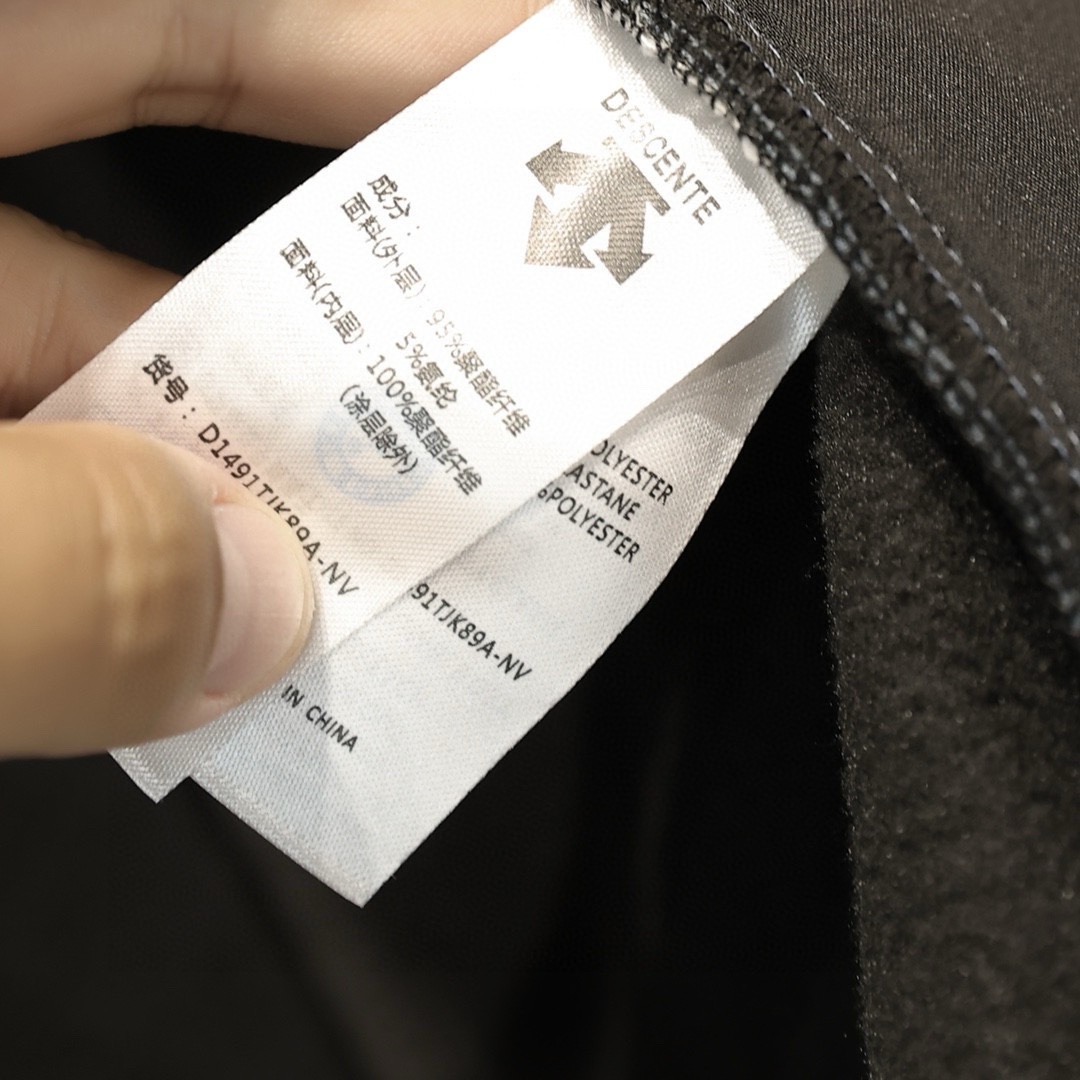 DESCENTE
成分：
面料(外层)：95%聚酯纤维
5%氨纶
面料(内层)：100%聚酯纤维
(涂层除外)
货号：D1491TJK89A-NV
OLYESTER
ASTANE
%POLYESTER
91TJK89A-NV
IN CHINA